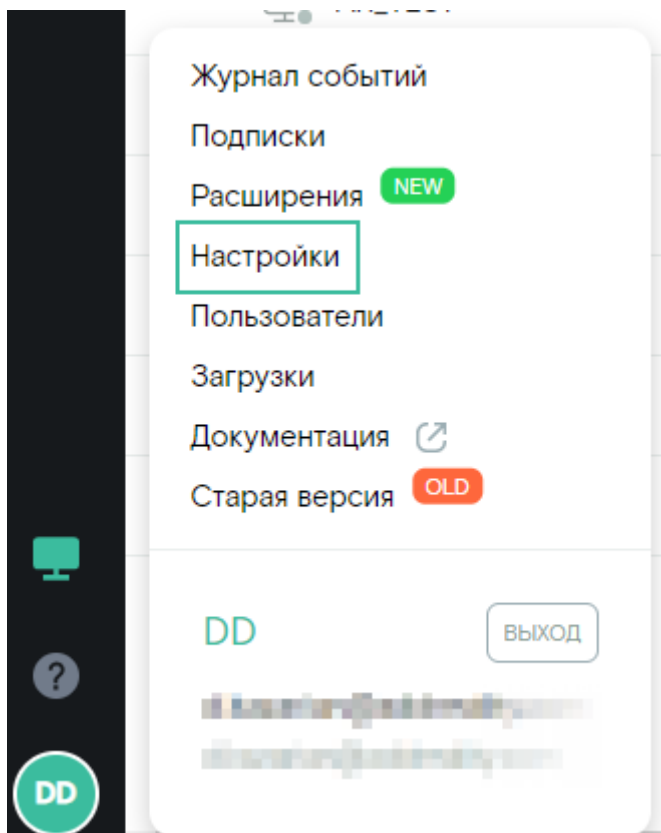 Журнал событий
Подписки
Расширения NEW
Настройки
Пользователи
Загрузки
Документация
Старая версия OLD
DD
ВЫХОД
?
DD